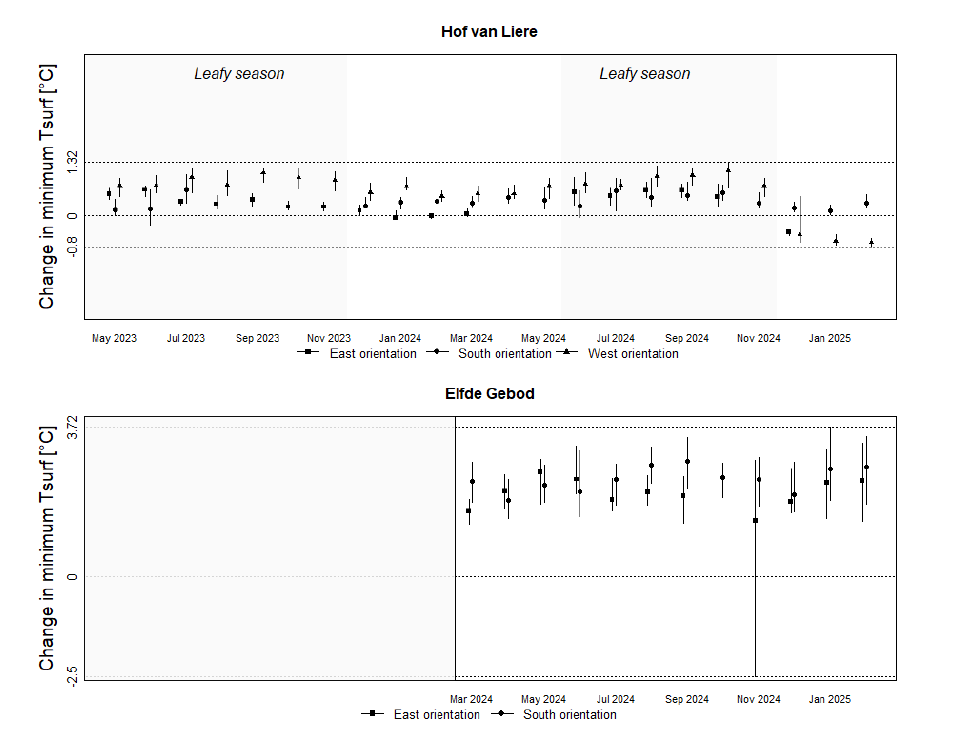 Hof van Liere
Leafy season Leafy season
Change in minimum Tsurf [°C]
1.32
0
-0.8
May 2023 Jul 2023 Sep 2023 Nov 2023 Jan 2024 Mar 2024 May 2024 Jul 2024 Sep 2024 Nov 2024 Jan 2025
East orientation South orientation West orientation
Elfde Gebod
Change in minimum Tsurf [°C]
3.72
0
-2.5
Mar 2024 May 2024 Jul 2024 Sep 2024 Nov 2024 Jan 2025
East orientation South orientation